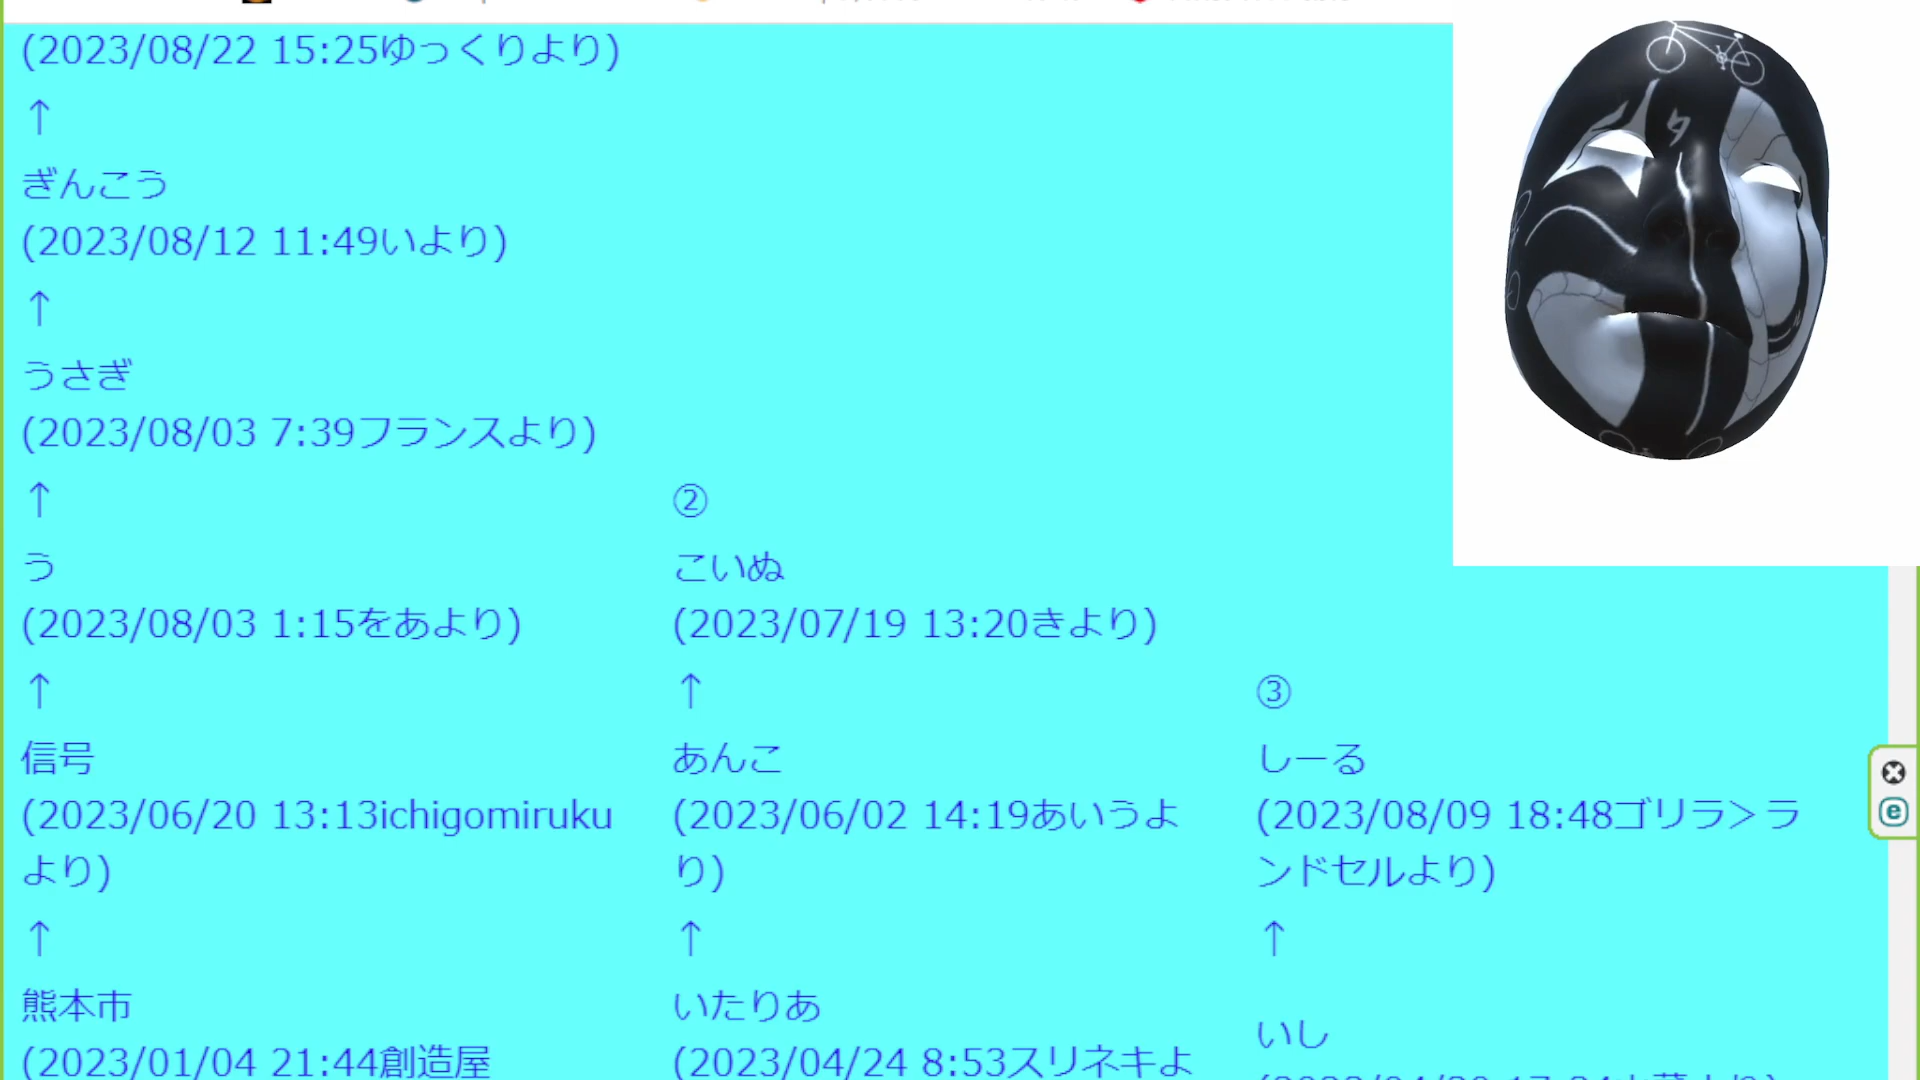 (2023/08/22 15:25ゆっくりより)
↑
ぎんこう
(2023/08/12 11:49いより)
↑
うさぎ
(2023/08/03 7:39フランスより)
↑
う
(2023/08/03 1:15をあより)
↑
信号
(2023/06/20 13:13ichigomiruku
より)
↑
熊本市
(2023/01/04 21:44創造屋
②
こいぬ
(2023/07/19 13:20きより)
↑
あんこ
(2023/06/02 14:19あいうよ
り)
↑
いたりあ
(2023/04/24 8:53スリネキよ
③
しーる
(2023/08/09 18:48ゴリラ＞ラ
ンドセルより)
↑
いし
タ